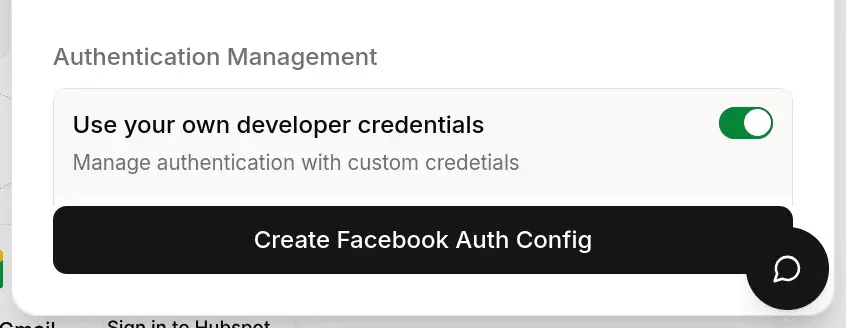 Authentication Management
Use your own developer credentials
Manage authentication with custom credetials
Create Facebook Auth Config
Gmail
Sign in to Hubspot